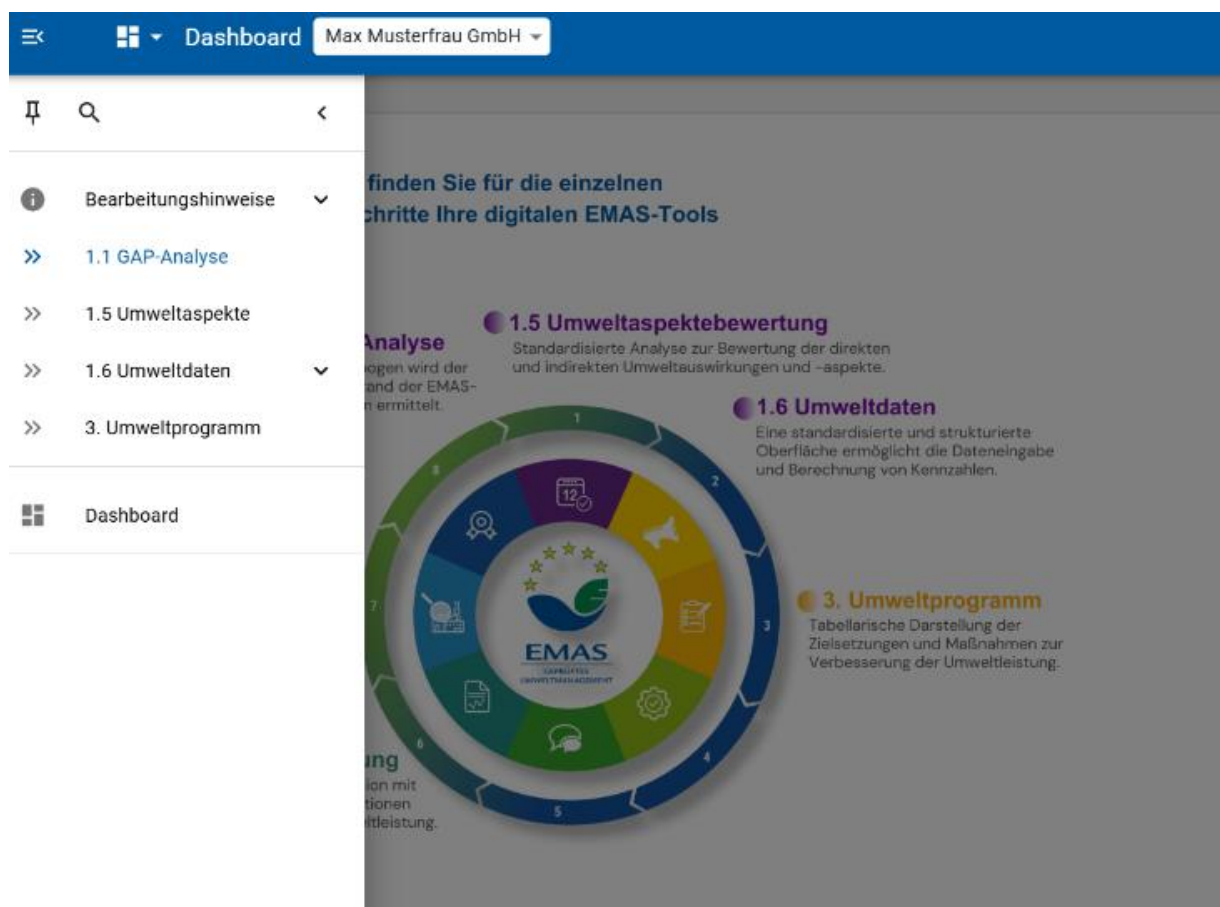 Dashboard
Max Musterfrau GmbH
Bearbeitungshinweise
1.1 GAP-Analyse
1.5 Umweltaspekte
1.6 Umweltdaten
3. Umweltprogramm
Dashboard
finden Sie für die einzelnen
chritte Ihre digitalen EMAS-Tools
Analyse
ogen wird der
and der EMAS-
n ermittelt.
1.5 Umweltaspektebewertung
Standardisierte Analyse zur Bewertung der direkten
und indirekten Umweltauswirkungen und -aspekte.
1.6 Umweltdaten
Eine standardisierte und strukturierte
Oberfläche ermöglicht die Dateneingabe
und Berechnung von Kennzahlen.
3. Umweltprogramm
Tabellarische Darstellung der
Zielsetzungen und Maßnahmen zur
Verbesserung der Umweltleistung.
1
2
3
4
5
6
7
8
12
EMAS
GEPRÜFTES
UMWELTMANAGEMENT
ung
ion mit
tionen
ltleistung.